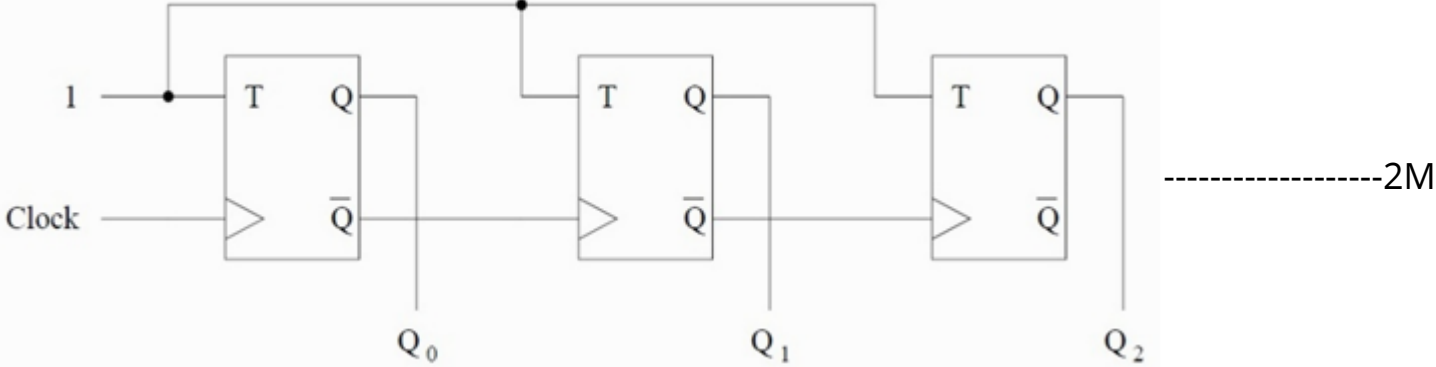 1 T Q T Q T Q
Clock Q̅ Q̅ Q̅ -------------------2M
Q₀ Q₁ Q₂